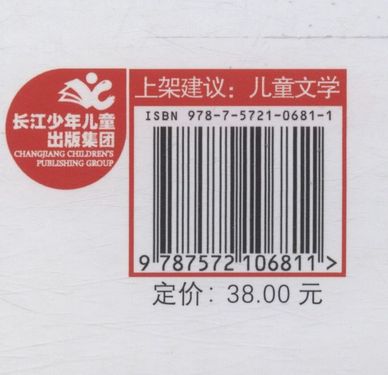 上架建议：儿童文学
长江少年儿童
出版集团
CHANGJIANG CHILDREN'S
PUBLISHING GROUP
ISBN 978-7-5721-0681-1
9 787572 106811 >
定价：38.00 元